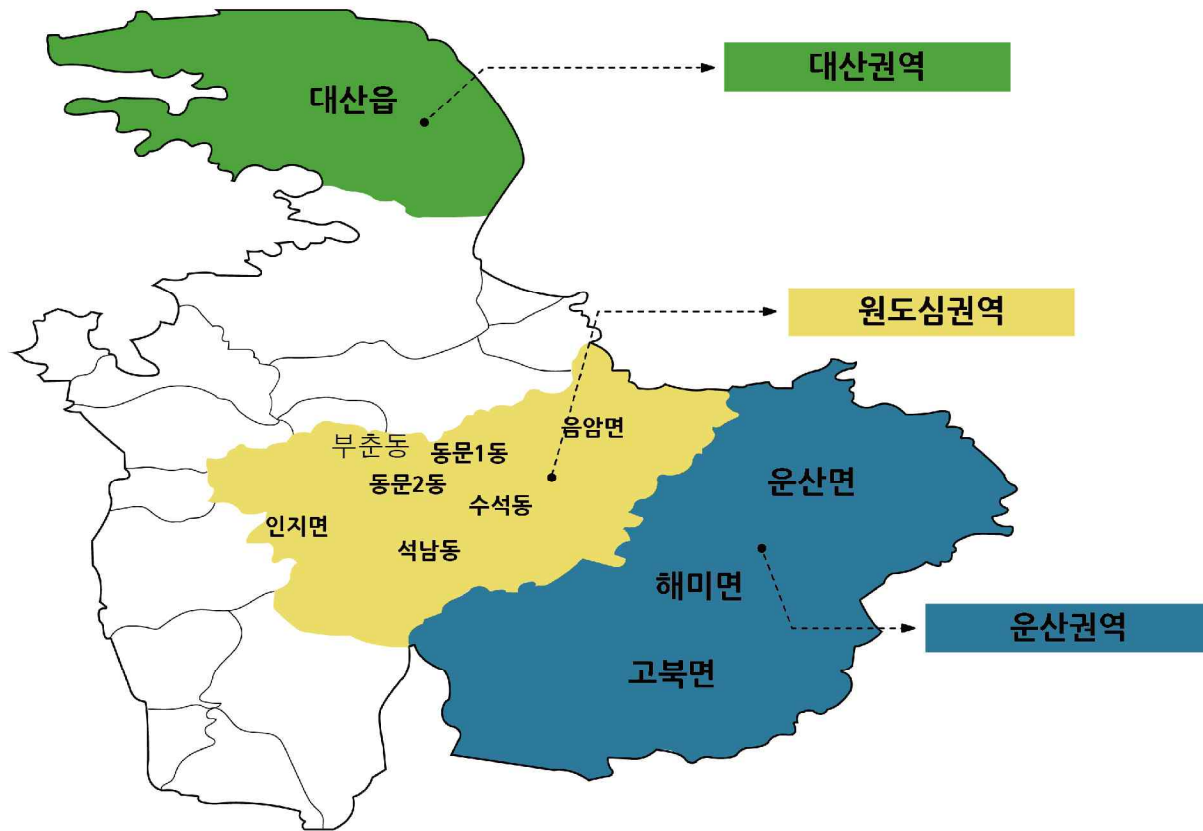 대산권역
대산읍
원도심권역
음암면
부춘동
동문1동
동문2동
운산면
수석동
인지면
석남동
해미면
운산권역
고북면